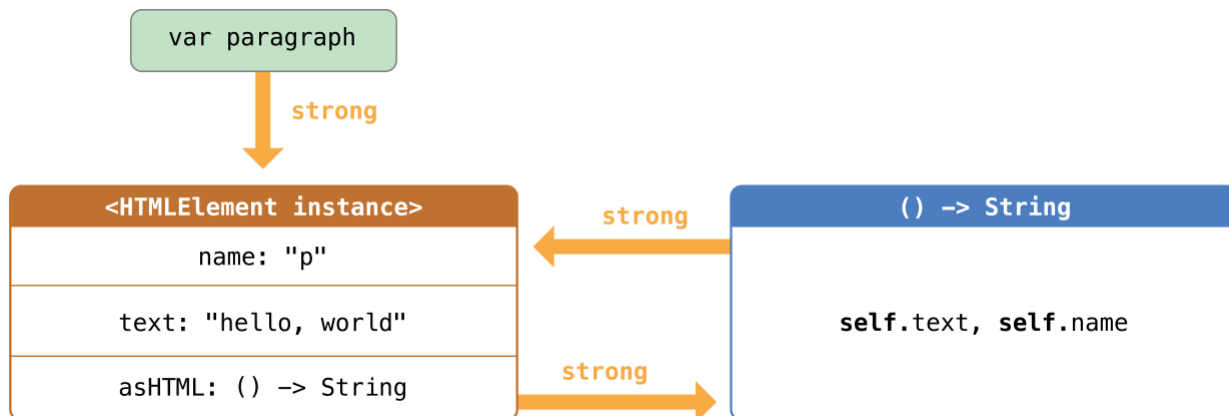 var paragraph
strong
<HTMLElement instance>
name: "p"
text: "hello, world"
asHTML: () -> String
strong
strong
() -> String
self.text, self.name